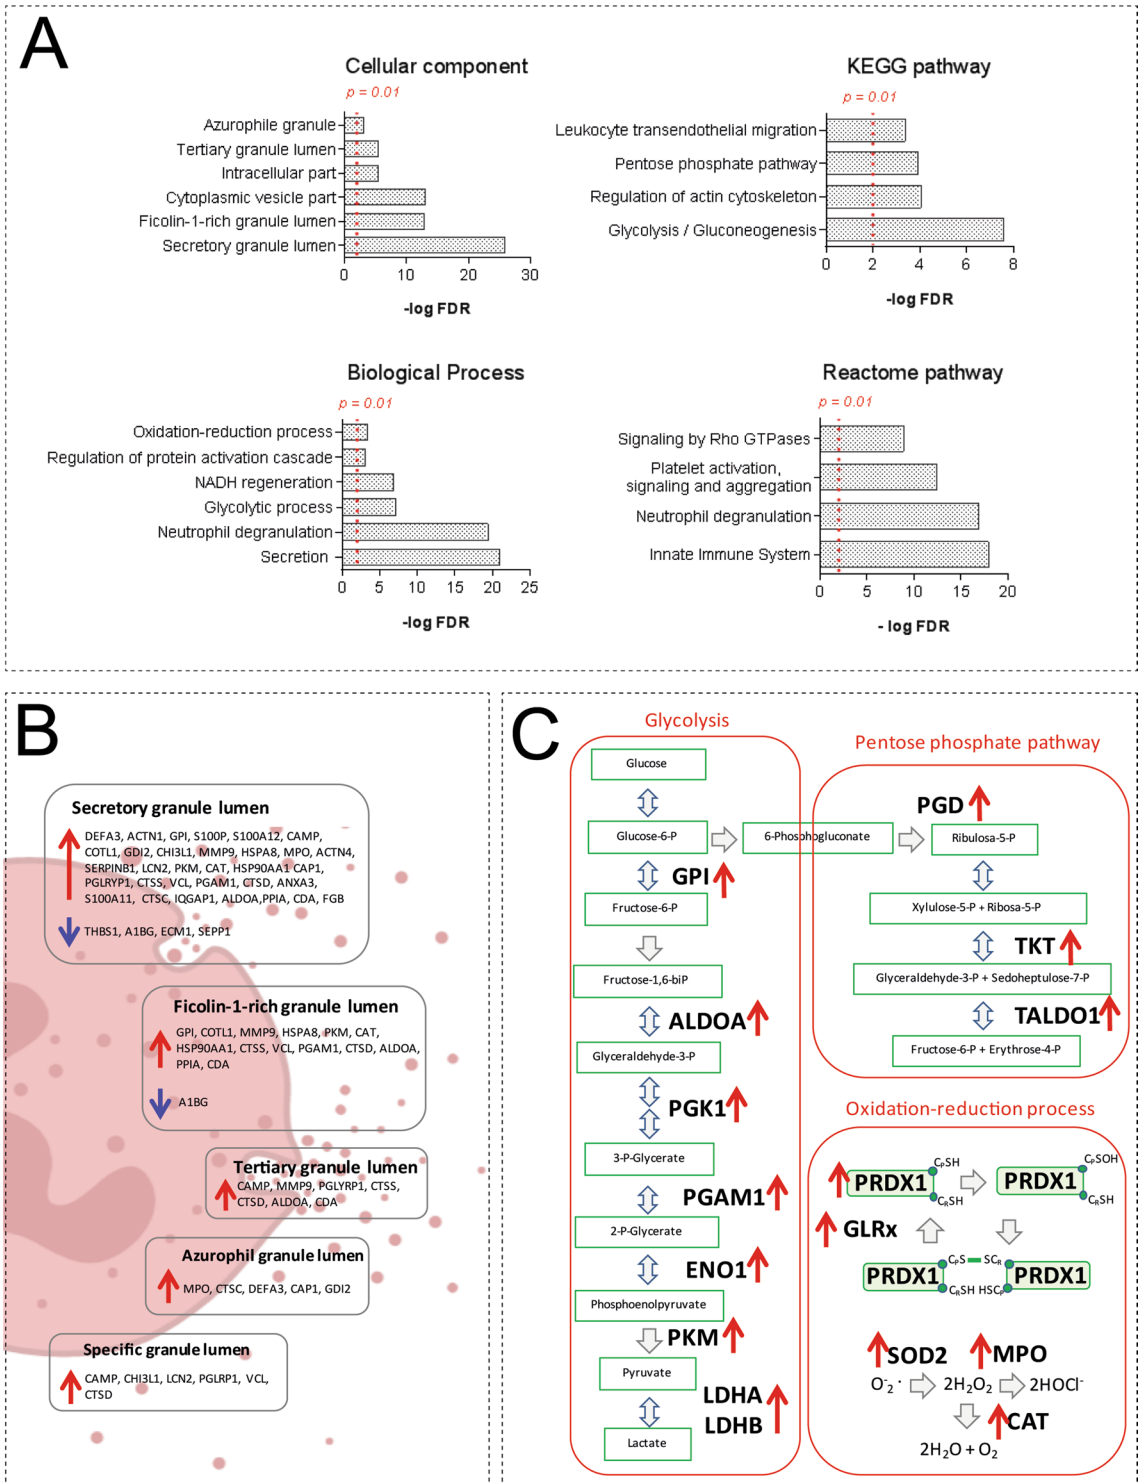 A
Cellular component
p = 0.01
Azurophile granule
Tertiary granule lumen
Intracellular part
Cytoplasmic vesicle part
Ficolin-1-rich granule lumen
Secretory granule lumen
0 10 20 30
-log FDR
KEGG pathway
p = 0.01
Leukocyte transendothelial migration
Pentose phosphate pathway
Regulation of actin cytoskeleton
Glycolysis / Gluconeogenesis
0 2 4 6 8
-log FDR
Biological Process
p = 0.01
Oxidation-reduction process
Regulation of protein activation cascade
NADH regeneration
Glycolytic process
Neutrophil degranulation
Secretion
0 5 10 15 20 25
-log FDR
Reactome pathway
p = 0.01
Signaling by Rho GTPases
Platelet activation,
signaling and aggregation
Neutrophil degranulation
Innate Immune System
0 5 10 15 20
- log FDR
B
Secretory granule lumen
DEFA3, ACTN1, GPI, S100P, S100A12, CAMP,
COTL1, GDI2, CHI3L1, MMP9, HSPA8, MPO, ACTN4,
SERPINB1, LCN2, PKM, CAT, HSP90AA1 CAP1,
PGLRYP1, CTSS, VCL, PGAM1, CTSD, ANXA3,
S100A11, CTSC, IQGAP1, ALDOA,PPIA, CDA, FGB
THBS1, A1BG, ECM1, SEPP1
Ficolin-1-rich granule lumen
GPI, COTL1, MMP9, HSPA8, PKM, CAT,
HSP90AA1, CTSS, VCL, PGAM1, CTSD, ALDOA,
PPIA, CDA
A1BG
Tertiary granule lumen
CAMP, MMP9, PGLYRP1, CTSS,
CTSD, ALDOA, CDA
Azurophil granule lumen
MPO, CTSC, DEFA3, CAP1, GDI2
Specific granule lumen
CAMP, CHI3L1, LCN2, PGLRP1, VCL,
CTSD
C
Glycolysis
Glucose
Glucose-6-P
GPI
Fructose-6-P
Fructose-1,6-biP
ALDOA
Glyceraldehyde-3-P
PGK1
3-P-Glycerate
PGAM1
2-P-Glycerate
ENO1
Phosphoenolpyruvate
PKM
Pyruvate
LDHA
LDHB
Lactate
Pentose phosphate pathway
PGD
6-Phosphogluconate
Ribulosa-5-P
Xylulose-5-P + Ribosa-5-P
TKT
Glyceraldehyde-3-P + Sedoheptulose-7-P
TALDO1
Fructose-6-P + Erythrose-4-P
Oxidation-reduction process
PRDX1 CPSH CRSH
PRDX1 CPSOH CRSH
GLRx
PRDX1 CPS SCR PRDX1
CRSH HSCP
SOD2 MPO
O-2 · 2H2O2 2HOCl-
CAT
2H2O + O2